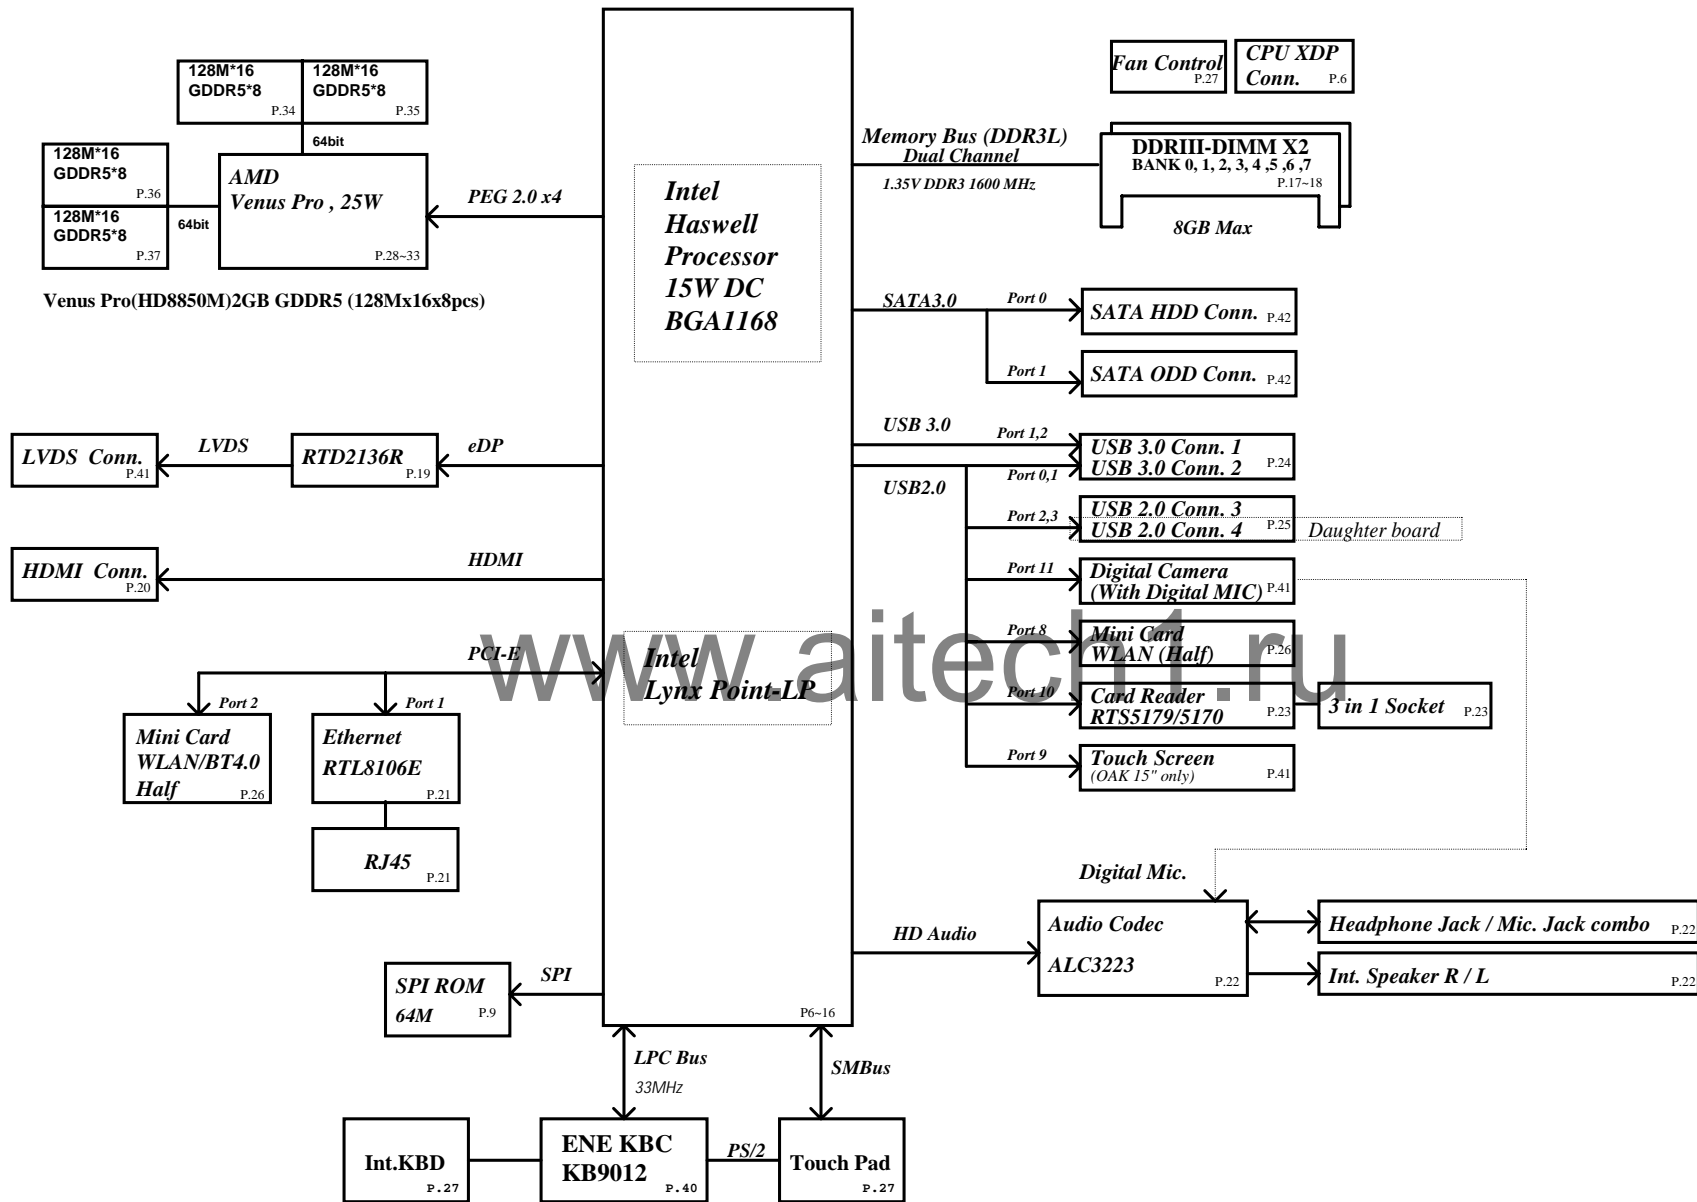 Fan Control
P.27
CPU XDP
Conn.
P.6
128M*16
GDDR5*8
P.34
128M*16
GDDR5*8
P.35
64bit
128M*16
GDDR5*8
P.36
128M*16
GDDR5*8
P.37
64bit
AMD
Venus Pro , 25W
P.28~33
PEG 2.0 x4
Venus Pro(HD8850M)2GB GDDR5 (128Mx16x8pcs)
Intel
Haswell
Processor
15W DC
BGA1168
Memory Bus (DDR3L)
Dual Channel
1.35V DDR3 1600 MHz
DDRIII-DIMM X2
BANK 0, 1, 2, 3, 4 ,5 ,6 ,7
P.17~18
8GB Max
SATA3.0
Port 0
SATA HDD Conn.
P.42
Port 1
SATA ODD Conn.
P.42
LVDS Conn.
P.41
LVDS
RTD2136R
P.19
eDP
USB 3.0
Port 1,2
USB 3.0 Conn. 1
USB 3.0 Conn. 2
P.24
Port 0,1
USB2.0
Port 2,3
USB 2.0 Conn. 3
USB 2.0 Conn. 4
P.25
Daughter board
HDMI Conn.
P.20
HDMI
Port 11
Digital Camera
(With Digital MIC)
P.41
www.aitech1.ru
Port 8
Mini Card
WLAN (Half)
P.26
PCI-E
Intel
Lynx Point-LP
Port 10
Card Reader
RTS5179/5170
P.23
3 in 1 Socket
P.23
Port 2
Port 1
Mini Card
WLAN/BT4.0
Half
P.26
Ethernet
RTL8106E
P.21
Port 9
Touch Screen
(OAK 15" only)
P.41
RJ45
P.21
Digital Mic.
HD Audio
Audio Codec
ALC3223
P.22
Headphone Jack / Mic. Jack combo
P.22
Int. Speaker R / L
P.22
SPI ROM
64M
P.9
SPI
P6~16
LPC Bus
33MHz
SMBus
Int.KBD
P.27
ENE KBC
KB9012
P.40
PS/2
Touch Pad
P.27